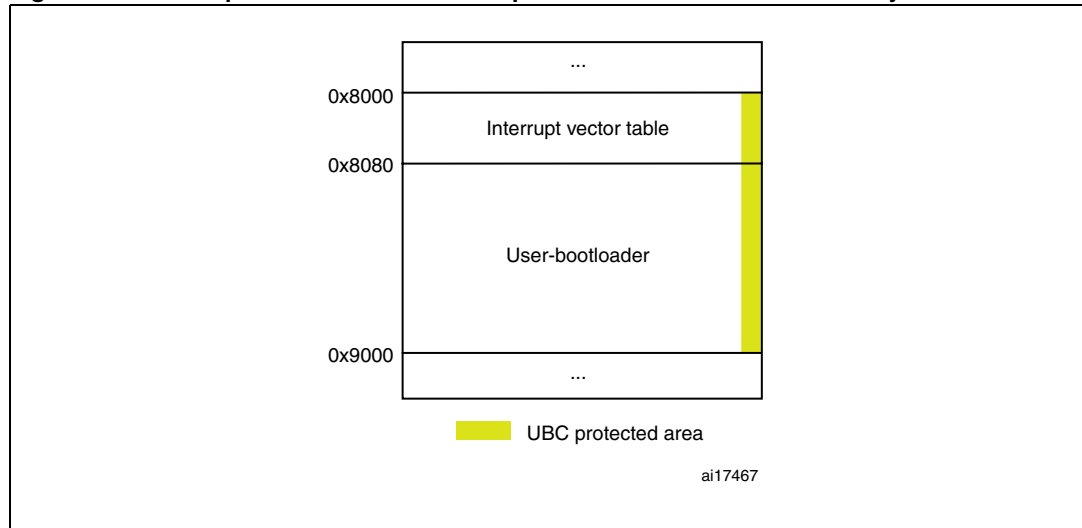 ...
0x8000
Interrupt vector table
0x8080
User-bootloader
0x9000
...
UBC protected area
ai17467